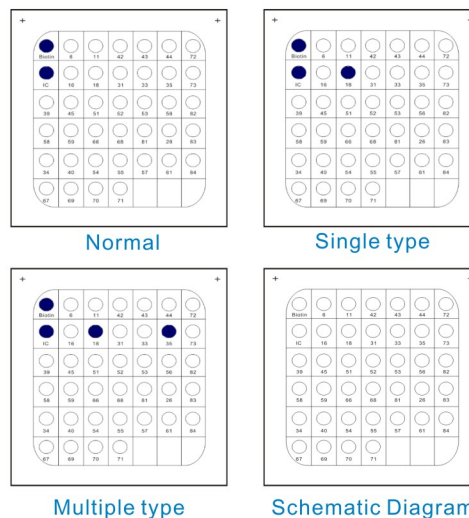 Biotin 6 11 42 43 44 72
IC 16 18 31 33 35 73
39 45 51 52 53 56 82
58 59 66 68 81 26 83
34 40 54 55 57 61 84
67 69 70 71
Normal
Biotin 6 11 42 43 44 72
IC 16 18 31 33 35 73
39 45 51 52 53 56 82
58 59 66 68 81 26 83
34 40 54 55 57 61 84
67 69 70 71
Single type
Biotin 6 11 42 43 44 72
IC 16 18 31 33 35 73
39 45 51 52 53 56 82
58 59 66 68 81 26 83
34 40 54 55 57 61 84
67 69 70 71
Multiple type
Biotin 6 11 42 43 44 72
IC 16 18 31 33 35 73
39 45 51 52 53 56 82
58 59 66 68 81 26 83
34 40 54 55 57 61 84
67 69 70 71
Schematic Diagram